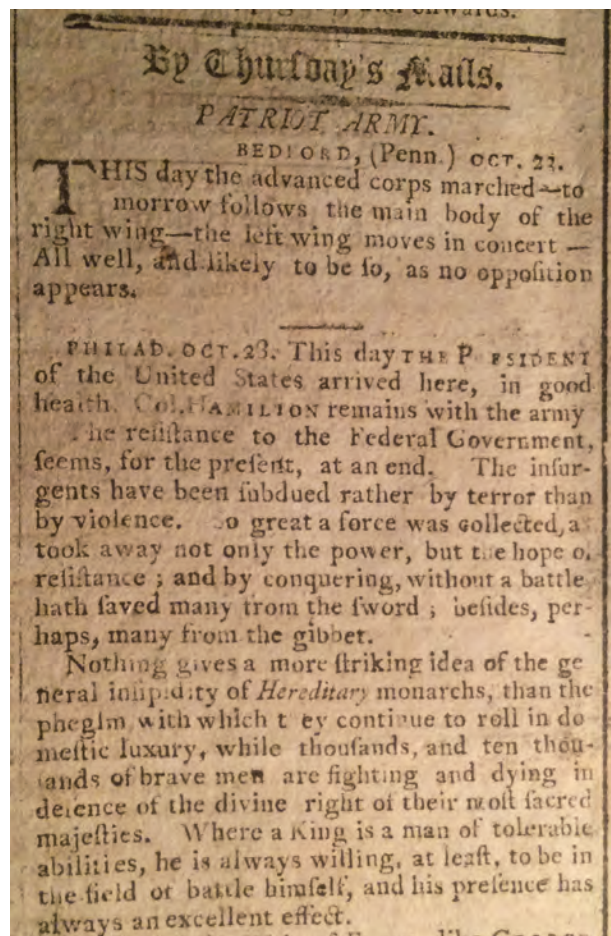 By Thurſday's Mails.
PATRIOT ARMY.
BEDFORD, (Penn.) OCT. 23.
THIS day the advanced corps marched—to
morrow follows the main body of the
right wing—the left wing moves in concert —
All well, and likely to be ſo, as no oppoſition
appears.
PHILAD. OCT. 28. This day THE P ESIDENT
of the United States arrived here, in good
health. Col. HAMILTON remains with the army
he reſiſtance to the Federal Government,
ſeems, for the preſent, at an end. The inſur-
gents have been ſubdued rather by terror than
by violence. o great a force was collected, a
took away not only the power, but the hope o
reſiſtance ; and by conquering, without a battle
hath ſaved many from the ſword ; beſides, per-
haps, many from the gibbet.
Nothing gives a more ſtriking idea of the ge
neral inſipidity of Hereditary monarchs, than the
pheglm with which t ey continue to roll in do
meſtic luxury, while thouſands, and ten thou-
ſands of brave men are fighting and dying in
defence of the divine right of their moſt ſacred
majeſties. Where a King is a man of tolerable
abilities, he is always willing, at leaſt, to be in
the field of battle himſelf, and his preſence has
always an excellent effect.